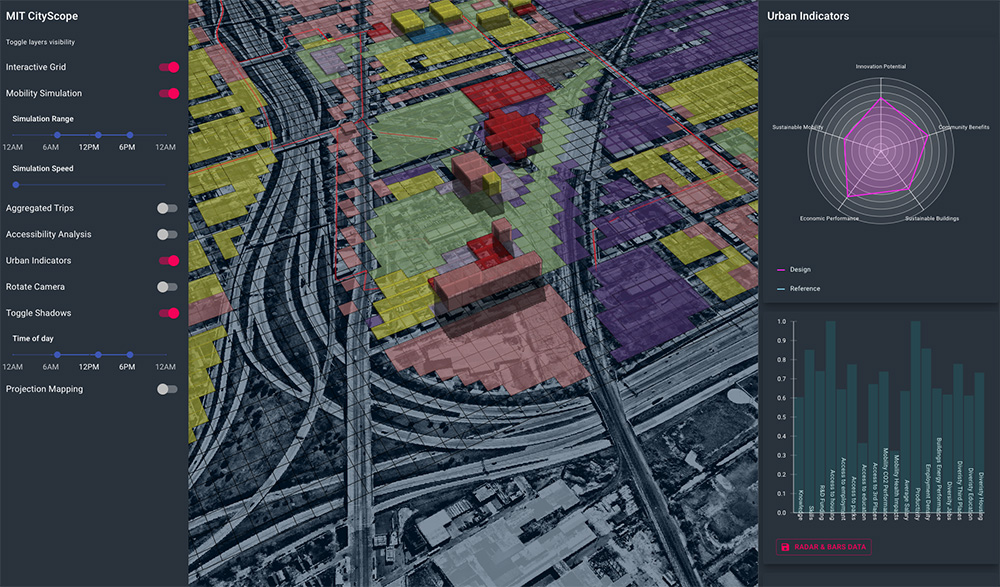 MIT CityScope
Toggle layers visibility
Interactive Grid
Mobility Simulation
Simulation Range
12AM 6AM 12PM 6PM 12AM
Simulation Speed
Aggregated Trips
Accessibility Analysis
Urban Indicators
Rotate Camera
Toggle Shadows
Time of day
12AM 6AM 12PM 6PM 12AM
Projection Mapping
Urban Indicators
Innovation Potential
Sustainable Mobility
Community Benefits
Economic Performance
Sustainable Buildings
Design
Reference
1.0
0.9
0.8
0.7
0.6
0.5
0.4
0.3
0.2
0.1
0.0
Knowledge
Skills
R&D Funding
Access to housing
Access to employment
Access to parks
Access to education
Access to 3rd Places
Mobility CO2 Performance
Mobility Health Impacts
Average Salary
Productivity
Employment Density
Buildings Energy Performance
Diversity Jobs
Diversity Third Places
Diversity Education
Diversity Housing
RADAR & BARS DATA